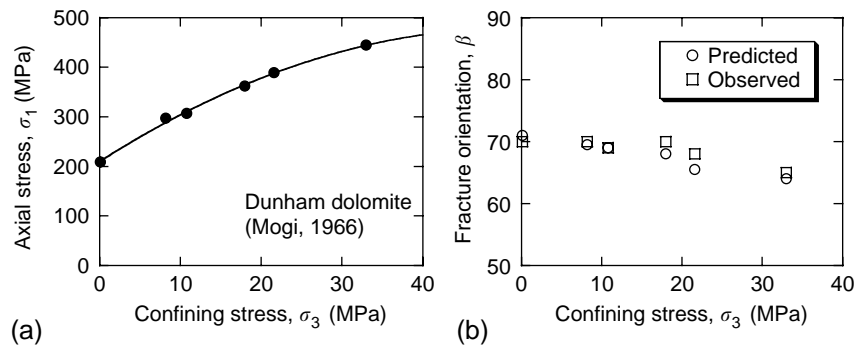 500
400
300
200
100
0
Axial stress, σ1 (MPa)
Dunham dolomite
(Mogi, 1966)
0 10 20 30 40
Confining stress, σ3 (MPa)
(a)
90
80
70
60
50
Fracture orientation, β
Predicted
Observed
0 10 20 30 40
Confining stress, σ3 (MPa)
(b)